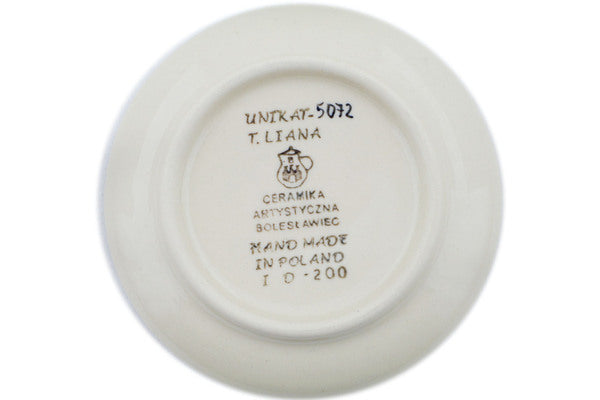 UNIKAT-5072
T. LIANA
CERAMIKA
ARTYSTYCZNA
BOLESŁAWIEC
HAND MADE
IN POLAND
I D-200